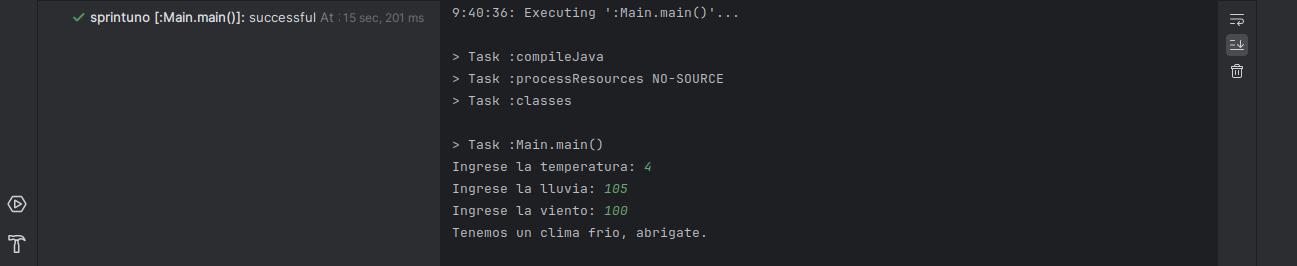 sprintuno [:Main.main()]: successful At : 15 sec, 201 ms
9:40:36: Executing ':Main.main()'...
> Task :compileJava
> Task :processResources NO-SOURCE
> Task :classes
> Task :Main.main()
Ingrese la temperatura: 4
Ingrese la lluvia: 105
Ingrese la viento: 100
Tenemos un clima frio, abrigate.